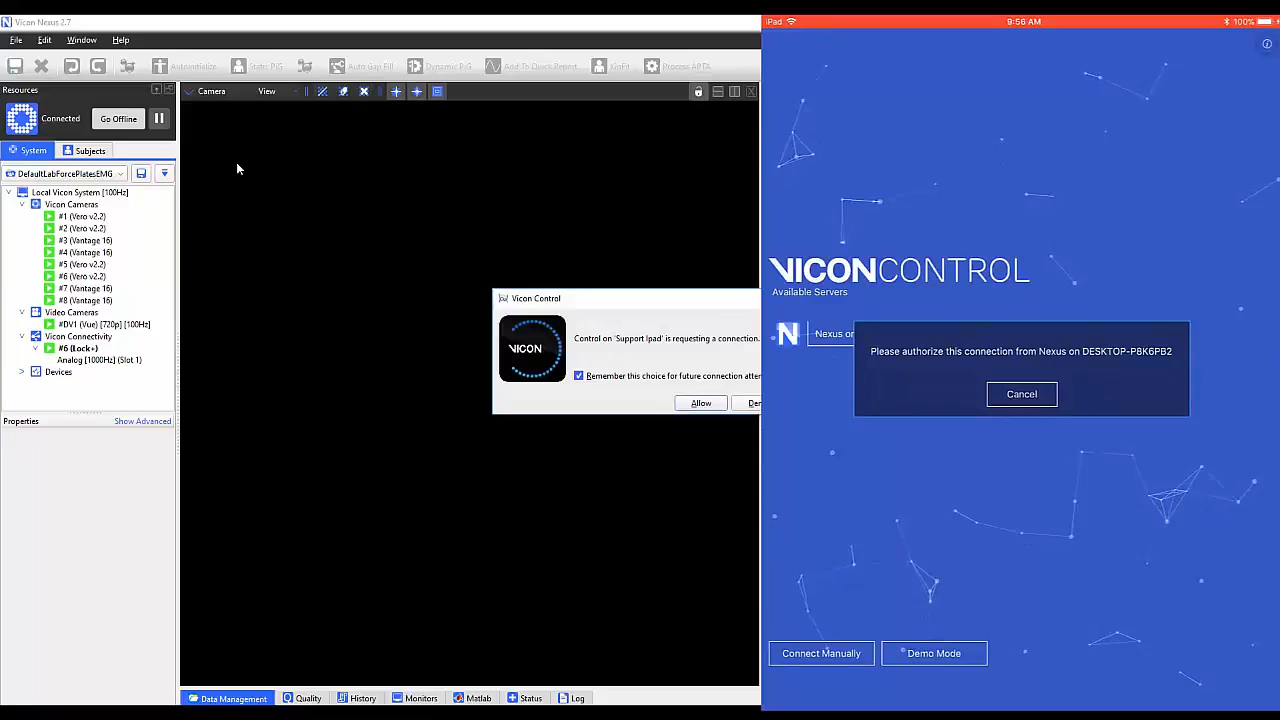 Vicon Nexus 2.7
File Edit Window Help
Autoinitialize Static PiG Auto Gap Fill Dynamic PiG Add To Quick Report KinFit Process APTA
Resources
Connected
Go Offline
System Subjects
DefaultLabForcePlatesEMG
Local Vicon System [100Hz]
Vicon Cameras
#1 (Vero v2.2)
#2 (Vero v2.2)
#3 (Vantage 16)
#4 (Vantage 16)
#5 (Vero v2.2)
#6 (Vero v2.2)
#7 (Vantage 16)
#8 (Vantage 16)
Video Cameras
#DV1 (Vue) [720p] [100Hz]
Vicon Connectivity
#6 (Lock+)
Analog [1000Hz] (Slot 1)
Devices
Properties Show Advanced
Camera View
Vicon Control
VICON
Control on 'Support Ipad' is requesting a connection.
Remember this choice for future connection atter
Allow Der
Data Management Quality History Monitors Matlab Status Log
iPad 9:56 AM 100%
VICONCONTROL
Available Servers
N Nexus or
Please authorize this connection from Nexus on DESKTOP-P8K6PB2
Cancel
Connect Manually Demo Mode